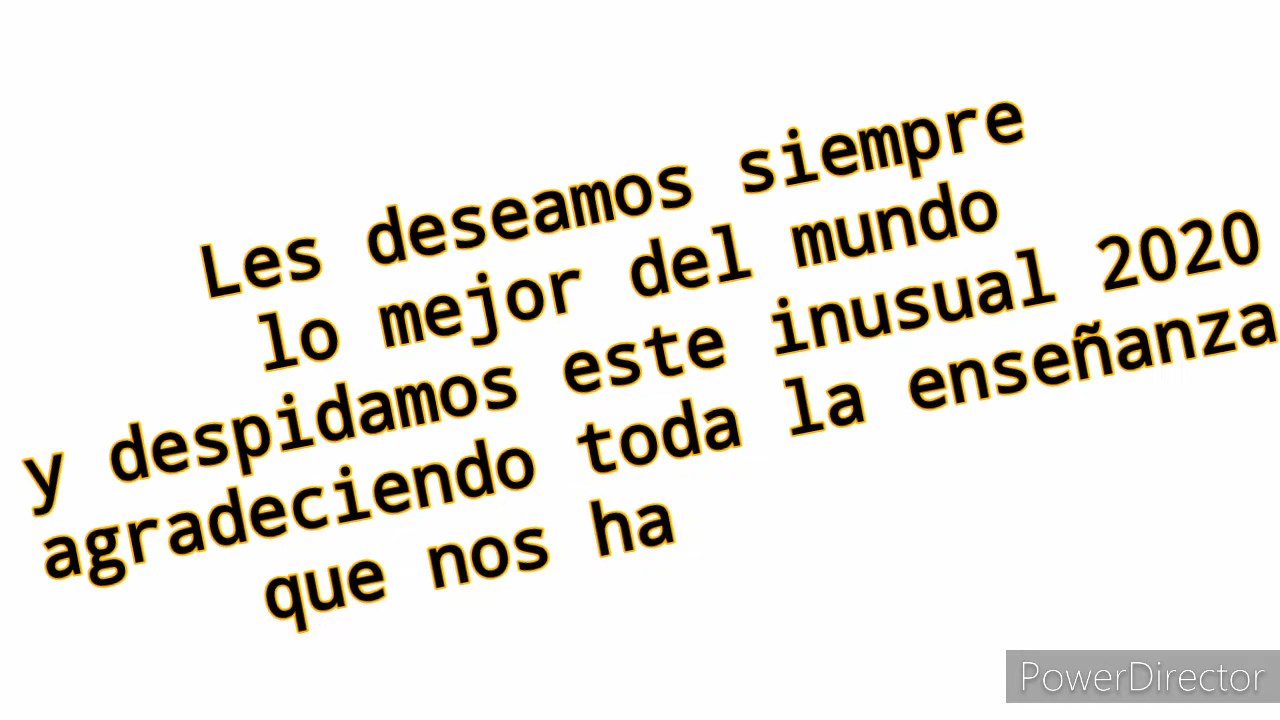 Les deseamos siempre
lo mejor del mundo
y despidamos este inusual 2020
agradeciendo toda la enseñanza
que nos ha
PowerDirector